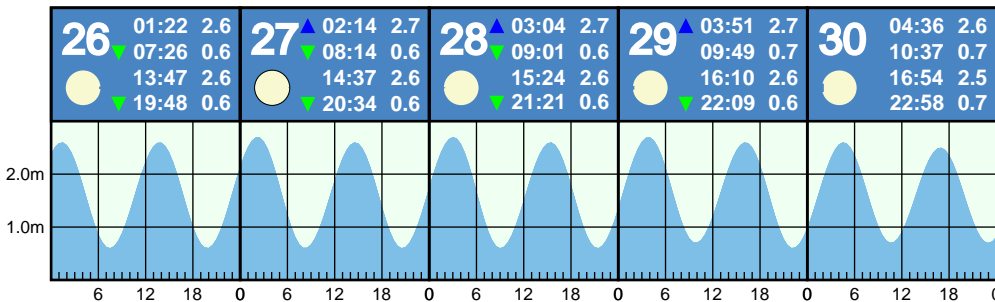 26 01:22 2.6
▼ 07:26 0.6
13:47 2.6
▼ 19:48 0.6
27 ▲ 02:14 2.7
▼ 08:14 0.6
14:37 2.6
▼ 20:34 0.6
28 ▲ 03:04 2.7
▼ 09:01 0.6
15:24 2.6
▼ 21:21 0.6
29 ▲ 03:51 2.7
09:49 0.7
16:10 2.6
▼ 22:09 0.6
30 04:36 2.6
10:37 0.7
16:54 2.5
22:58 0.7
2.0m
1.0m
6 12 18 0 6 12 18 0 6 12 18 0 6 12 18 0 6 12 18 0